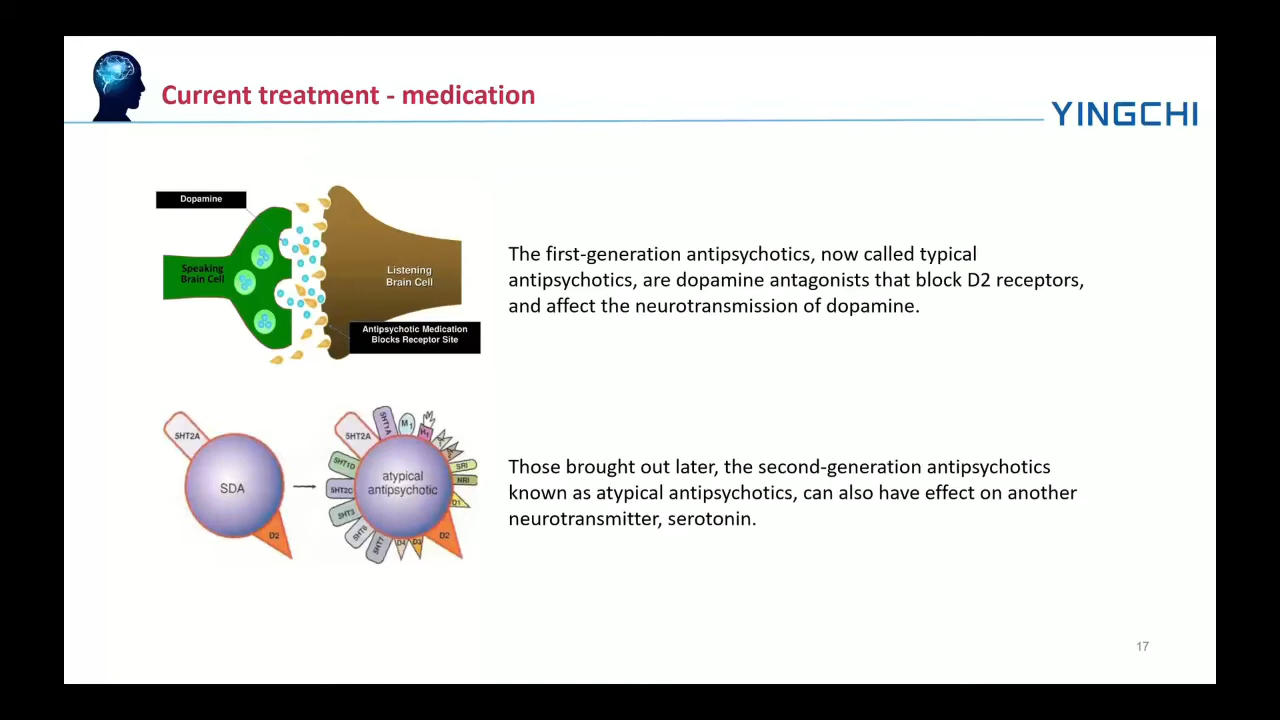 Current treatment - medication
YINGCHI
Dopamine
Speaking
Brain Cell
Listening
Brain Cell
Antipsychotic Medication
Blocks Receptor Site
The first-generation antipsychotics, now called typical
antipsychotics, are dopamine antagonists that block D2 receptors,
and affect the neurotransmission of dopamine.
5HT2A
SDA
D2
5HT2A
5HT1A
M1
H1
5HT1D
5HT2C
5HT3
5HT6
5HT7
D4
D3
D2
D1
NRI
SRI
atypical
antipsychotic
Those brought out later, the second-generation antipsychotics
known as atypical antipsychotics, can also have effect on another
neurotransmitter, serotonin.
17